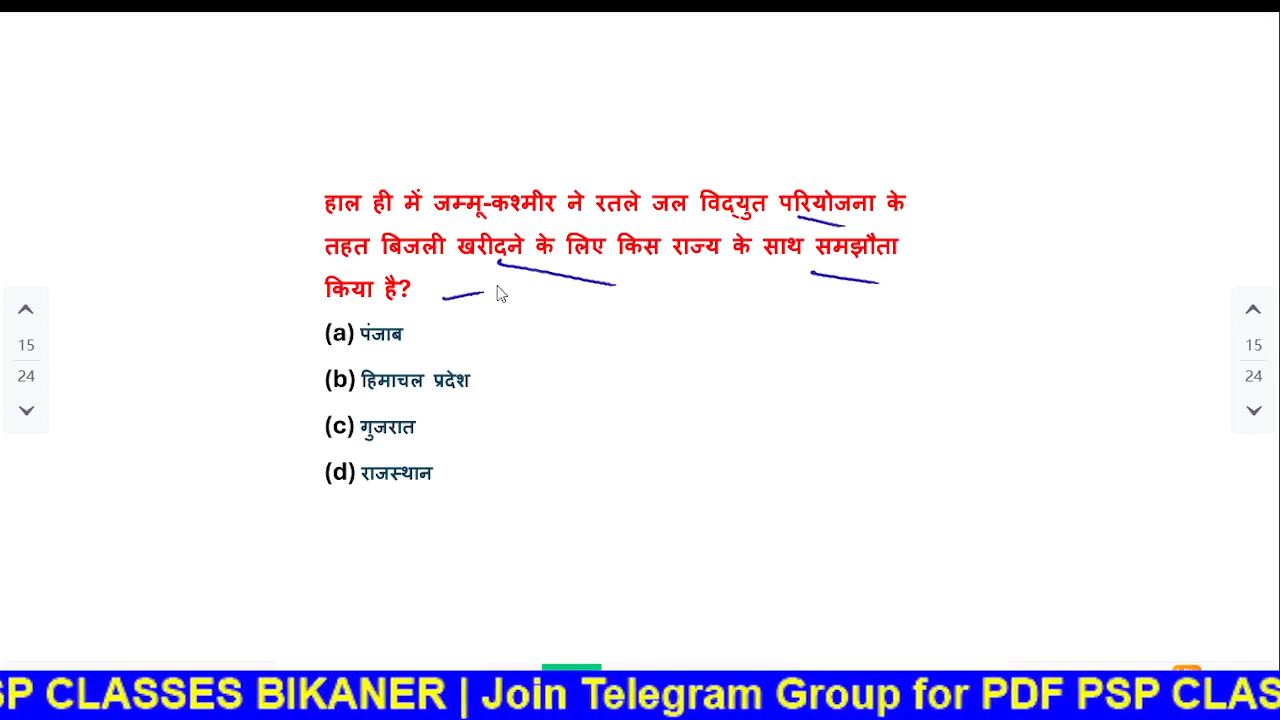 हाल ही में जम्मू-कश्मीर ने रतले जल विद्युत परियोजना के
तहत बिजली खरीदने के लिए किस राज्य के साथ समझौता
किया है?
(a) पंजाब
(b) हिमाचल प्रदेश
(c) गुजरात
(d) राजस्थान
15
24
15
24
SP CLASSES BIKANER | Join Telegram Group for PDF PSP CLAS